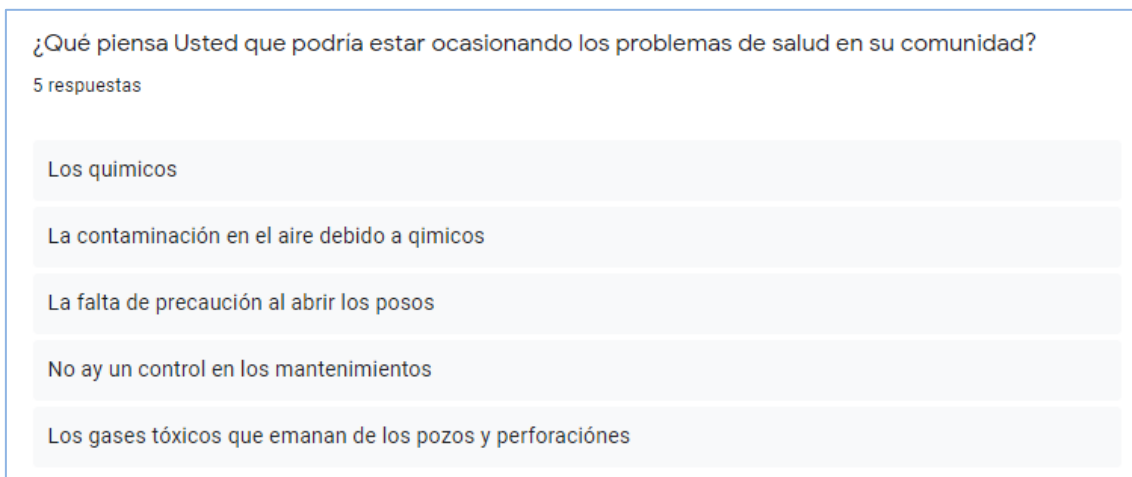 ¿Qué piensa Usted que podría estar ocasionando los problemas de salud en su comunidad?
5 respuestas
Los quimicos
La contaminación en el aire debido a qimicos
La falta de precaución al abrir los posos
No ay un control en los mantenimientos
Los gases tóxicos que emanan de los pozos y perforaciónes